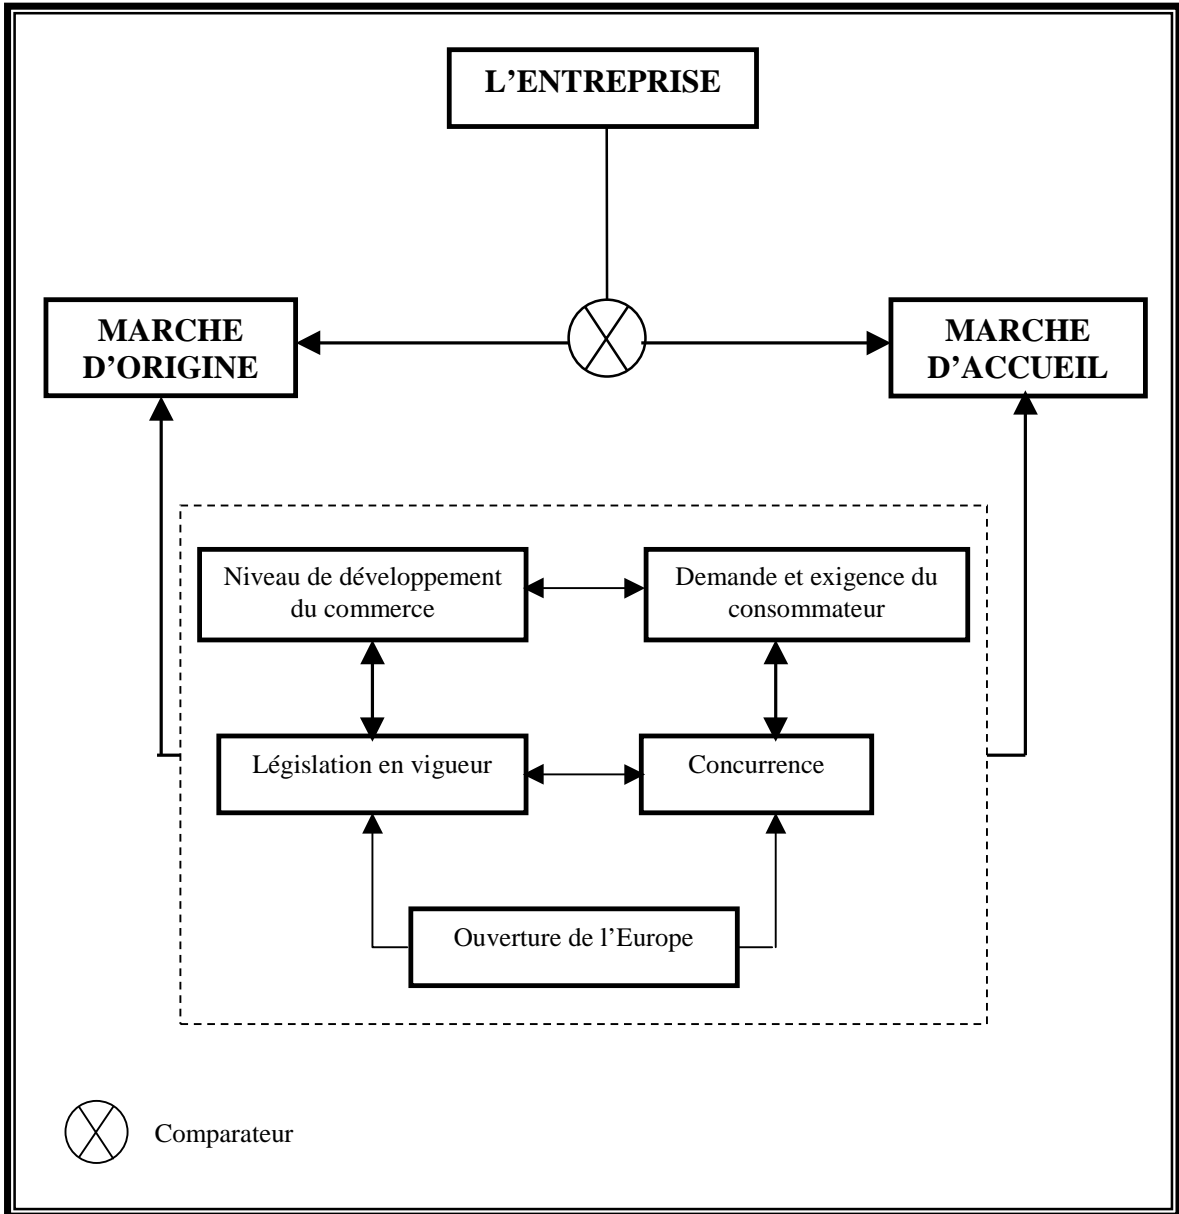 L’ENTREPRISE
MARCHE
D’ORIGINE
MARCHE
D’ACCUEIL
Niveau de développement
du commerce
Demande et exigence du
consommateur
Législation en vigueur
Concurrence
Ouverture de l’Europe
Comparateur